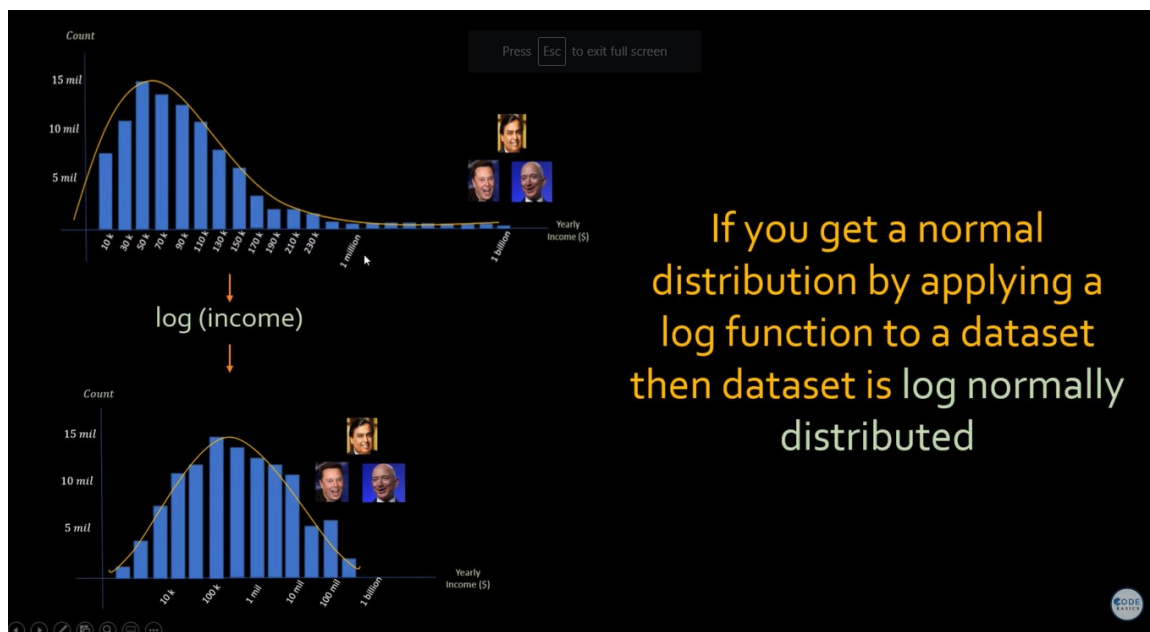 Count
Press Esc to exit full screen
15 mil
10 mil
5 mil
10 k 30 k 50 k 70 k 90 k 110 k 130 k 150 k 170 k 190 k 210 k 230 k 1 million 1 billion
Yearly
Income ($)
log (income)
Count
15 mil
10 mil
5 mil
10 k 100 k 1 mil 10 mil 100 mil 1 billion
Yearly
Income ($)
If you get a normal
distribution by applying a
log function to a dataset
then dataset is log normally
distributed
CODE
BASICS